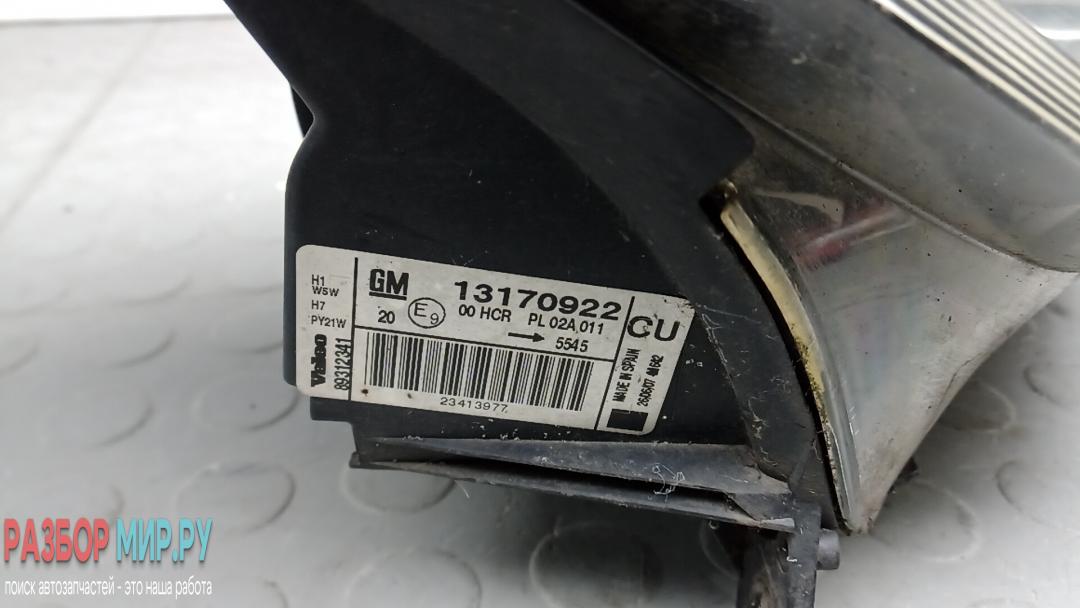 H1
W5W
H7
PY21W
Valeo
89312341
GM
13170922
20 E9 00 HCR PL 02A,011
5545
23413977
CU
MADE IN SPAIN
РАЗБОР МИР.РУ
поиск автозапчастей - это наша работа